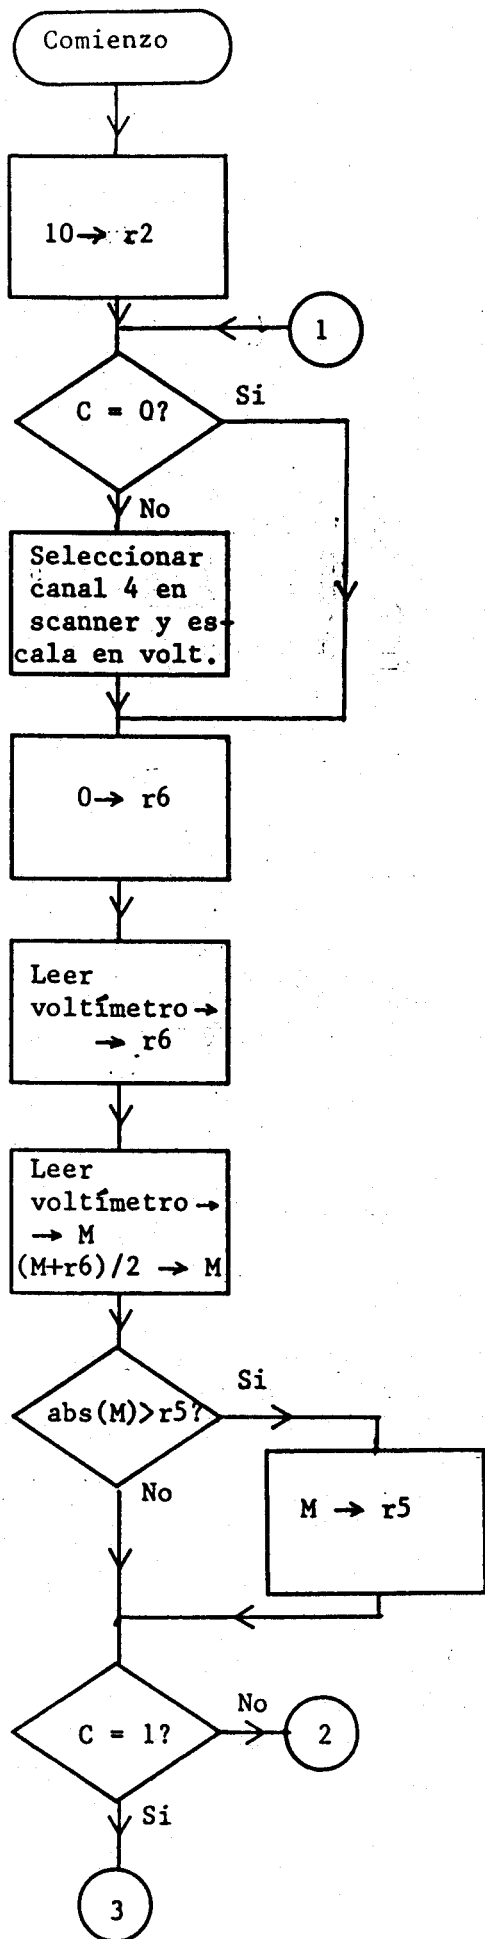 Comienzo
10→ r2
1
C = 0?
Si
No
Seleccionar
canal 4 en
scanner y es-
cala en volt.
0→ r6
Leer
voltímetro →
→ r6
Leer
voltímetro →
→ M
(M+r6)/2 → M
abs(M)>r5?
Si
No
M → r5
C = 1?
No
2
Si
3